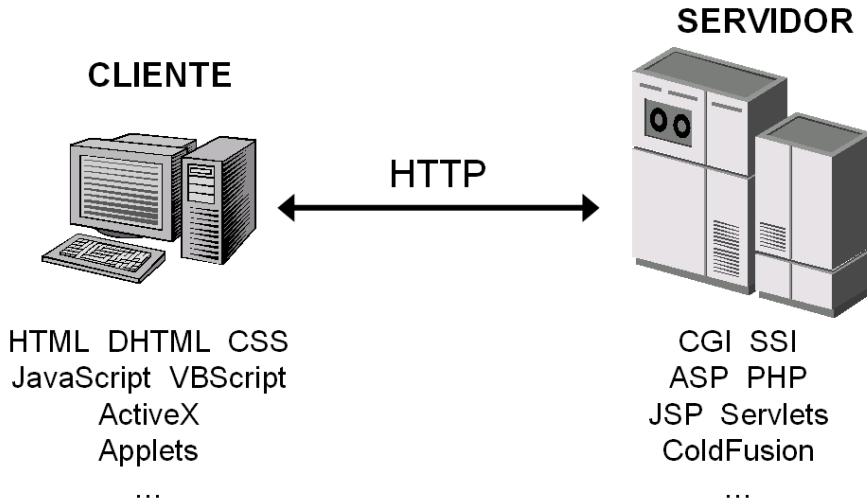 SERVIDOR
CLIENTE
HTTP
HTML DHTML CSS
JavaScript VBScript
ActiveX
Applets
...
CGI SSI
ASP PHP
JSP Servlets
ColdFusion
...